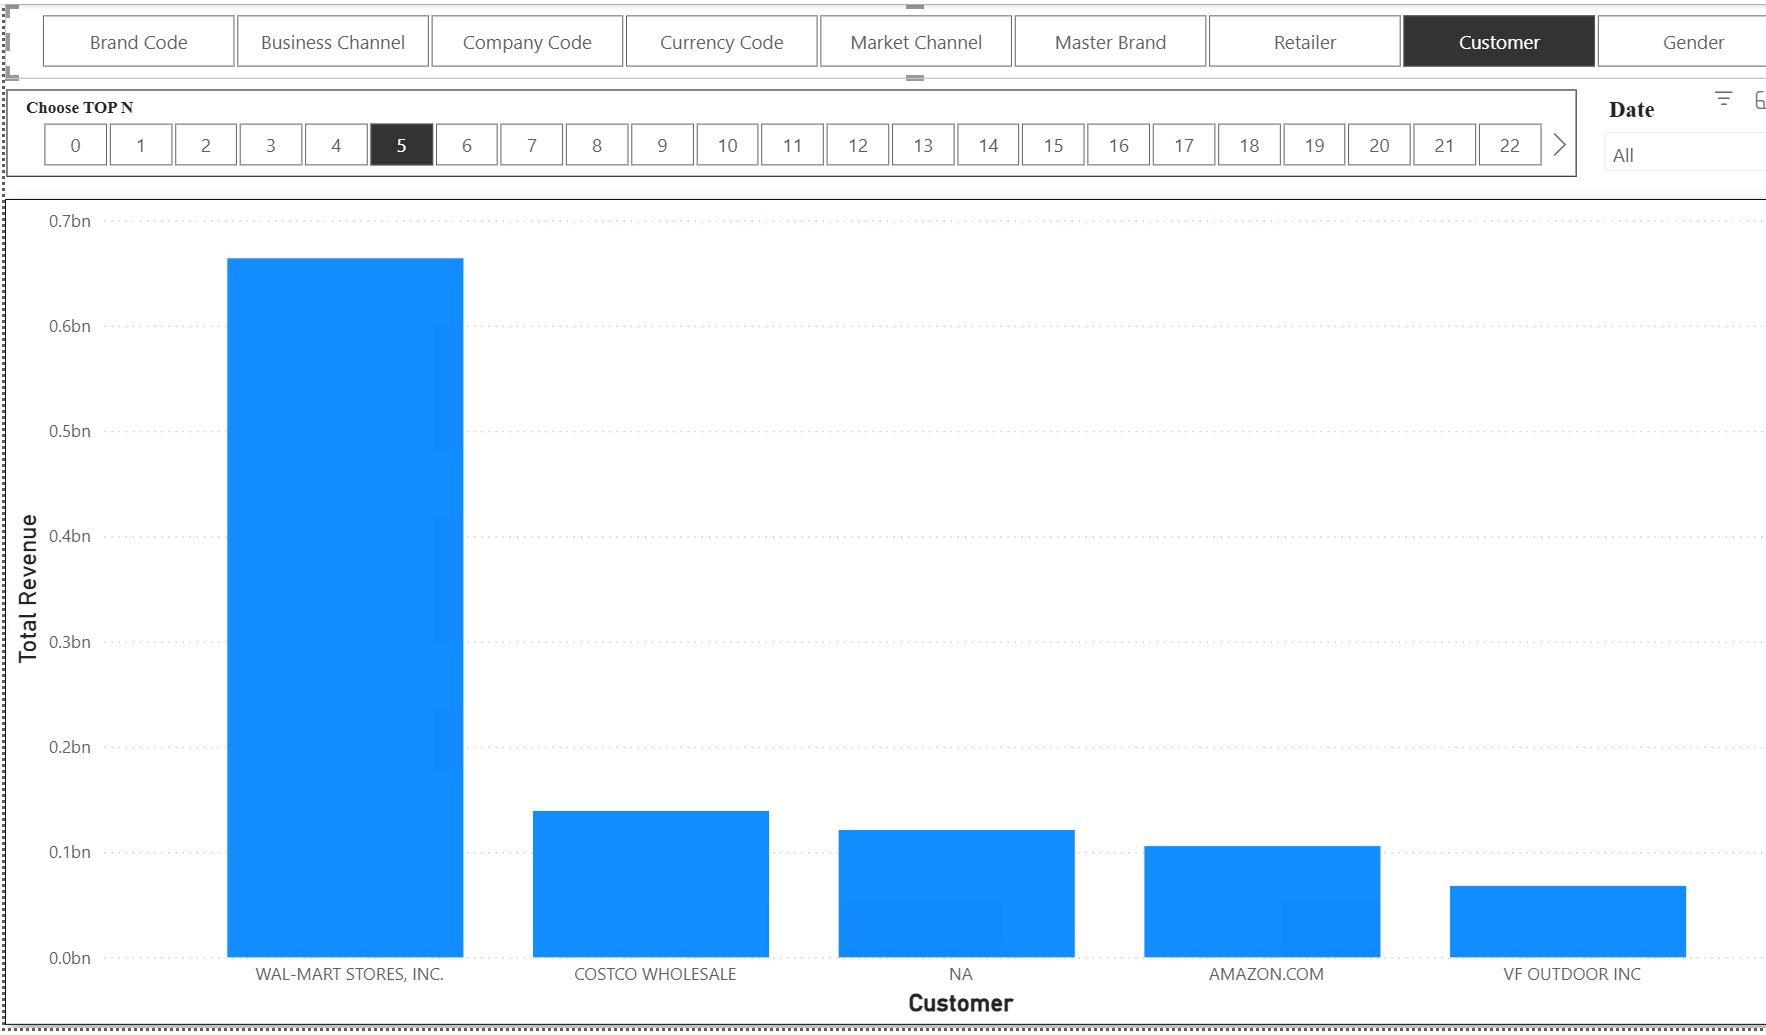 Brand Code Business Channel Company Code Currency Code Market Channel Master Brand Retailer Customer Gender
Choose TOP N
0 1 2 3 4 5 6 7 8 9 10 11 12 13 14 15 16 17 18 19 20 21 22
Date
All
0.7bn
0.6bn
0.5bn
0.4bn
0.3bn
0.2bn
0.1bn
0.0bn
Total Revenue
WAL-MART STORES, INC. COSTCO WHOLESALE NA AMAZON.COM VF OUTDOOR INC
Customer